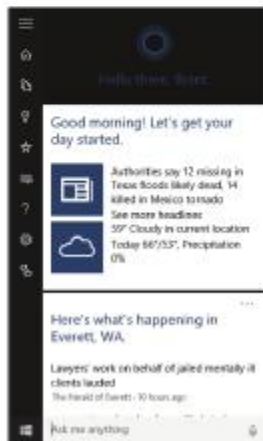 Good morning! Let's get your
day started.
Authorities say 12 missing in
Texas floods likely dead, 14
killed in Mexico tornado
See more headlines
59° Cloudy in current location
Today 66°/53°, Precipitation
0%
Here's what's happening in
Everett, WA.
Lawyers' work on behalf of jailed mentally ill
clients lauded
The Herald of Everett - 10 hours ago
Ask me anything